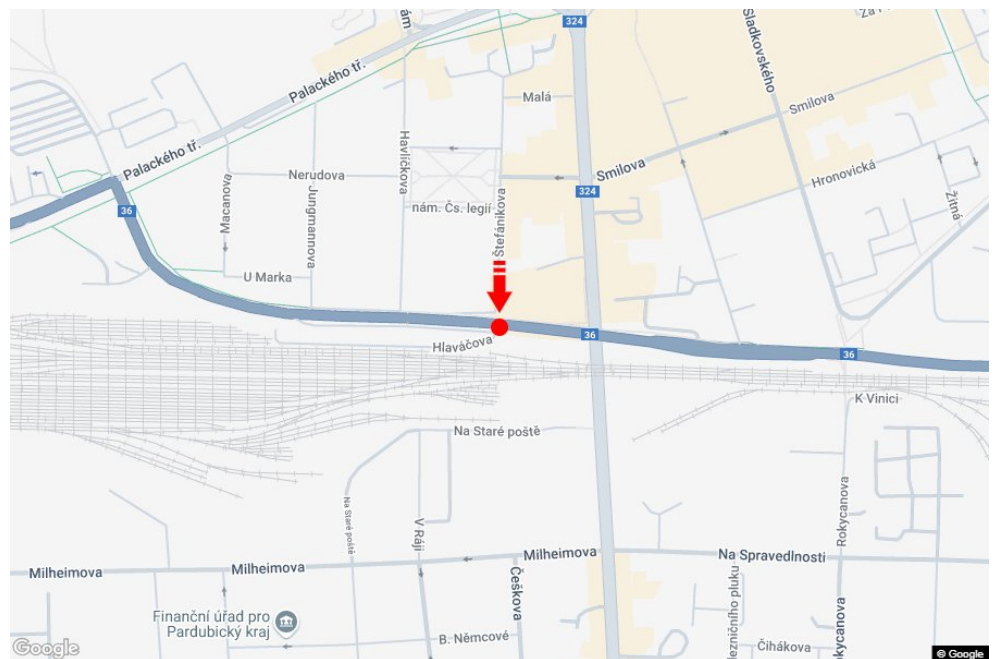 324
Palackého tř.
Palackého tř.
36
Macanova
Nerudova
Jungmannova
Havlíčkova
nám. Čs. legií
Štefánikova
U Marka
Malá
Smilova
Smilova
324
Sladkovského
Hronovická
Žitná
Hlaváčova
36
36
K Vinici
Na Staré poště
Na Staré poště
V Ráji
Rokycanova
Milheimova
Milheimova
Milheimova
Na Spravedlnosti
Češkova
Finanční úřad pro
Pardubický kraj
B. Němcové
Čihákova
Rokycanova
Google
© Google